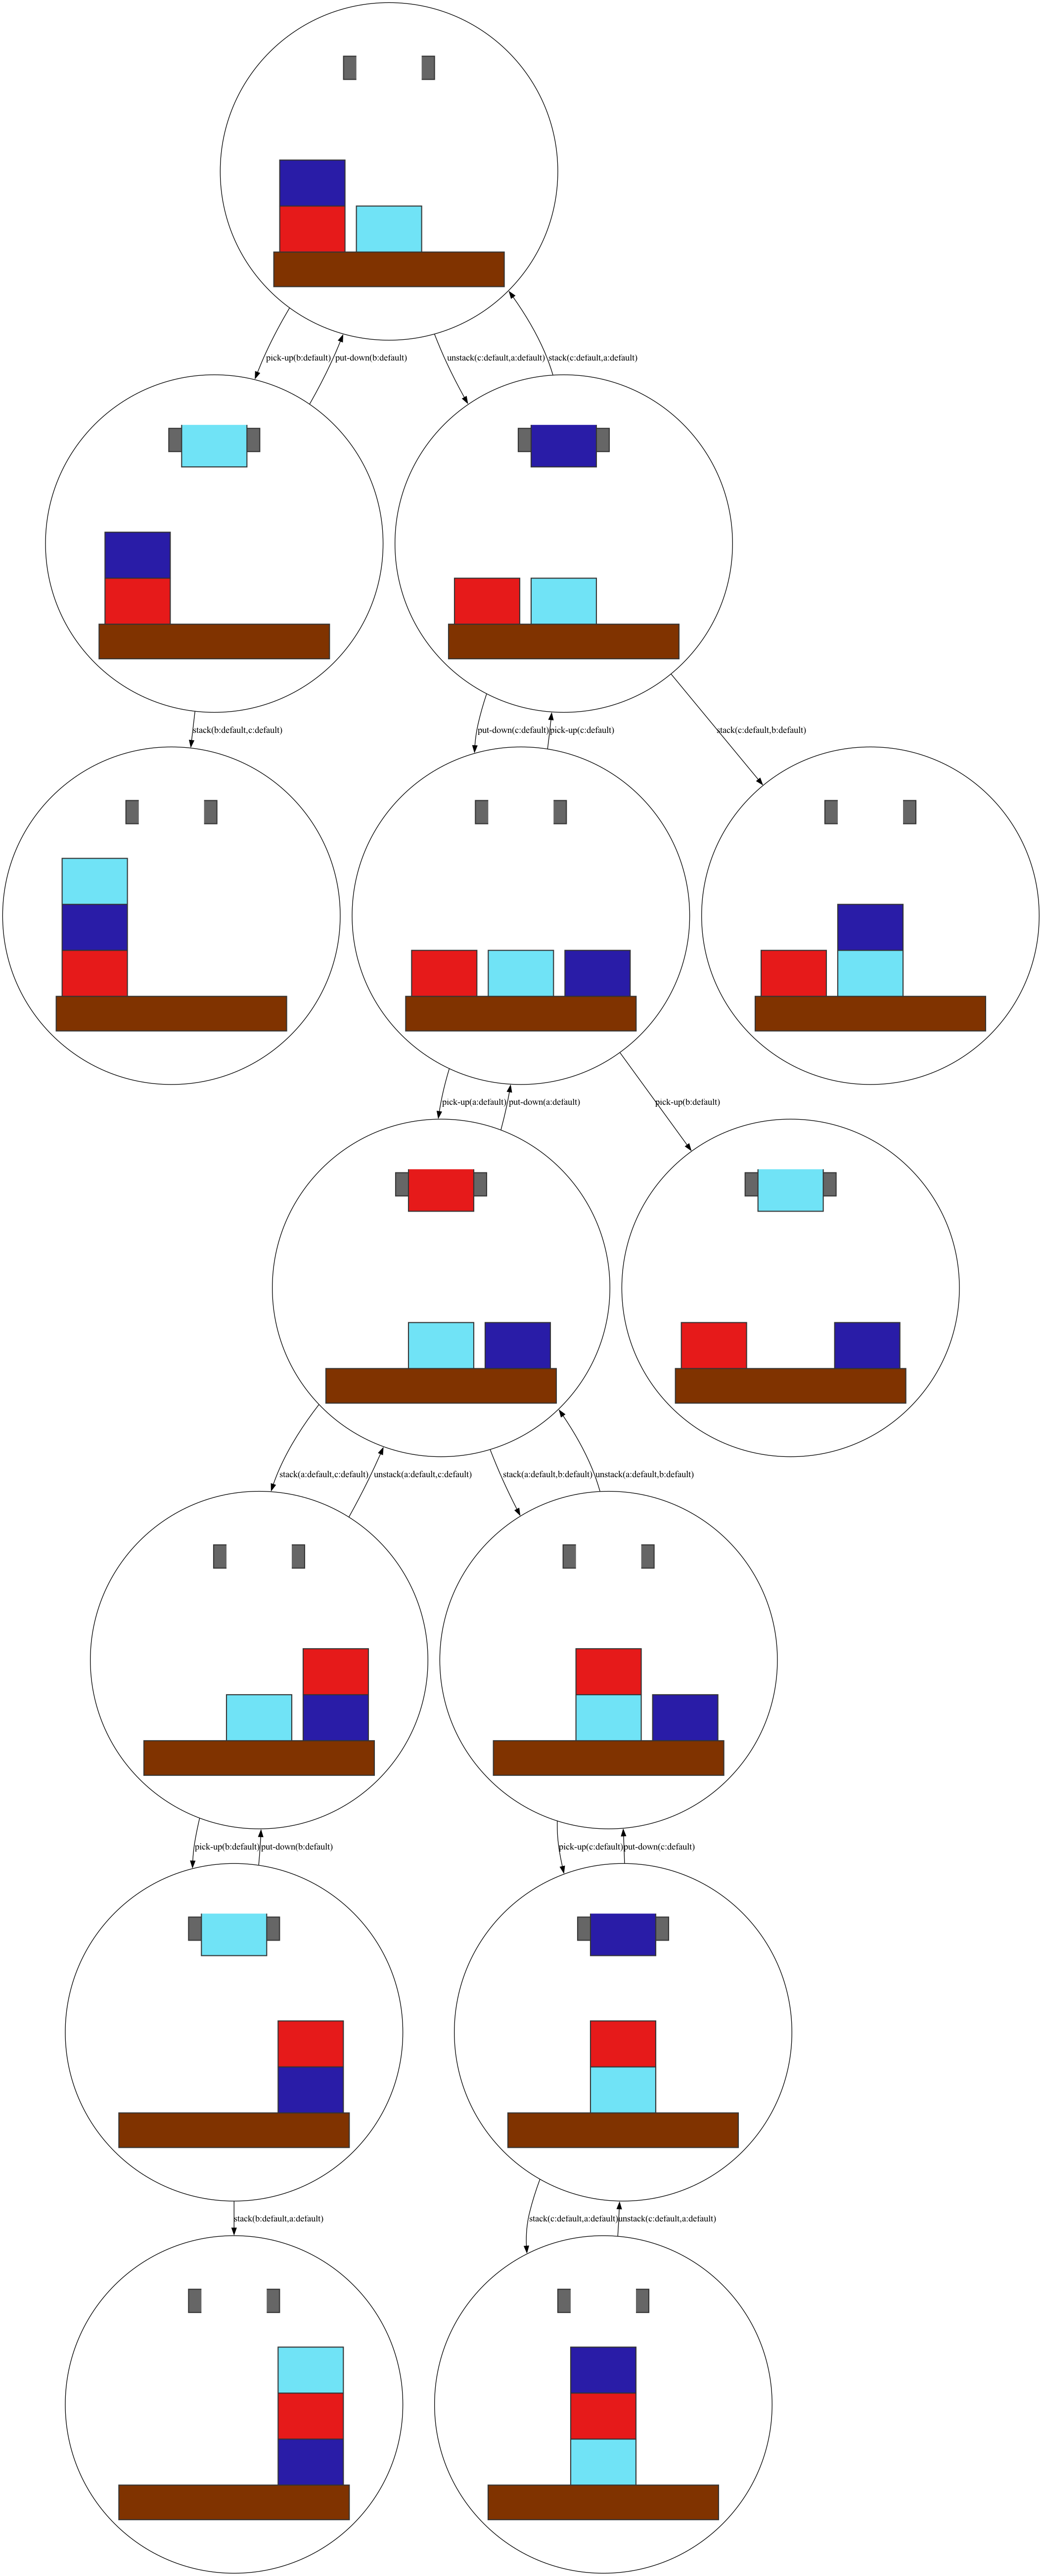 pick-up(b:default)
put-down(b:default)
unstack(c:default,a:default)
stack(c:default,a:default)
stack(b:default,c:default)
put-down(c:default)
pick-up(c:default)
stack(c:default,b:default)
pick-up(a:default)
put-down(a:default)
pick-up(b:default)
stack(a:default,c:default)
unstack(a:default,c:default)
stack(a:default,b:default)
unstack(a:default,b:default)
pick-up(b:default)
put-down(b:default)
pick-up(c:default)
put-down(c:default)
stack(b:default,a:default)
stack(c:default,a:default)
unstack(c:default,a:default)